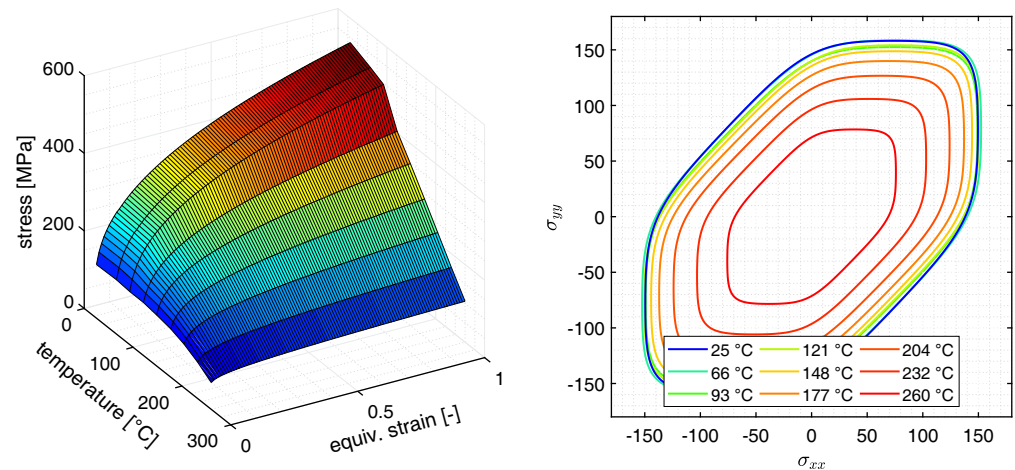 600
400
200
0
stress [MPa]
0
100
200
300
temperature [°C]
0
0.5
1
equiv. strain [-]
150
100
50
0
-50
-100
-150
σyy
25 °C
66 °C
93 °C
121 °C
148 °C
177 °C
204 °C
232 °C
260 °C
-150 -100 -50 0 50 100 150
σxx